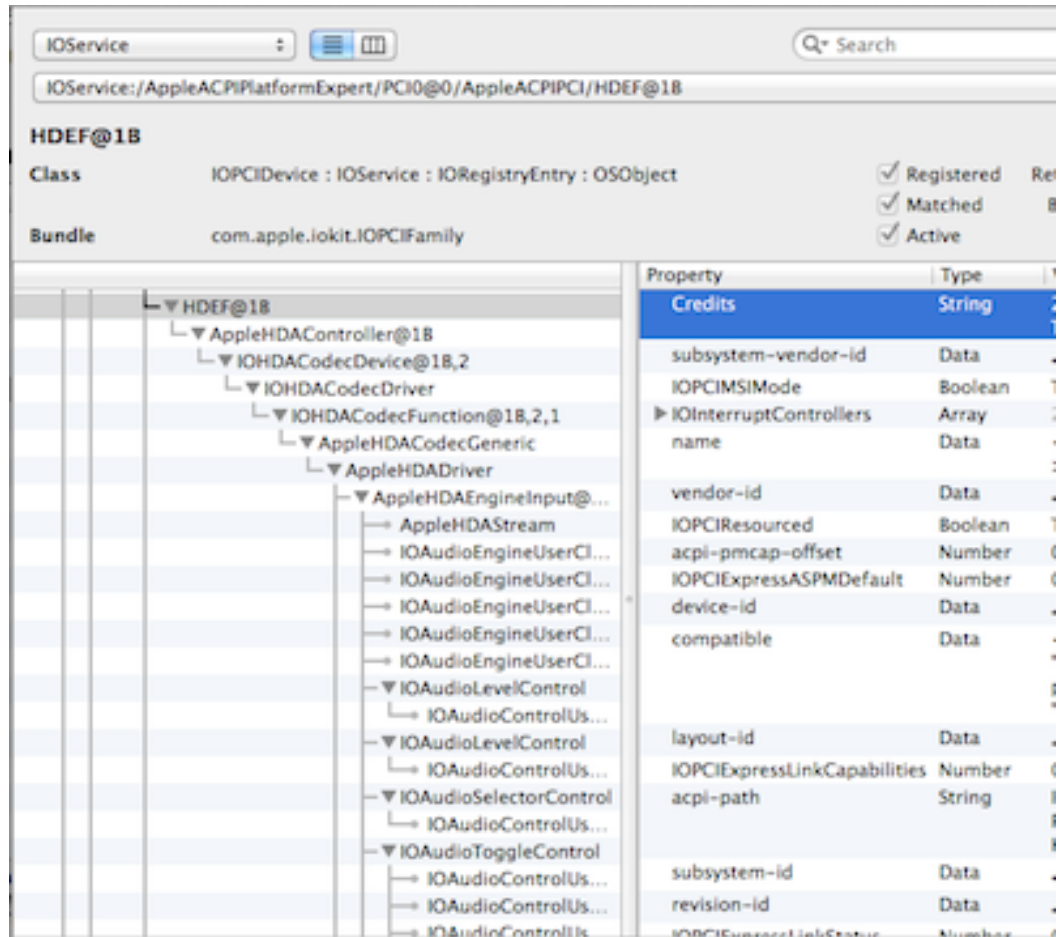 IOService
Search
IOService:/AppleACPIPlatformExpert/PCI0@0/AppleACPIPCI/HDEF@1B
HDEF@1B
Class IOPCIDevice : IOService : IORegistryEntry : OSObject Registered
Matched
Bundle com.apple.iokit.IOPCIFamily Active
Property Type
HDEF@1B
AppleHDAController@1B
IOHDACodecDevice@1B,2
IOHDACodecDriver
IOHDACodecFunction@1B,2,1
AppleHDACodecGeneric
AppleHDADriver
AppleHDAEngineInput@...
AppleHDAStream
IOAudioEngineUserCl...
IOAudioEngineUserCl...
IOAudioEngineUserCl...
IOAudioEngineUserCl...
IOAudioEngineUserCl...
IOAudioLevelControl
IOAudioControlUs...
IOAudioLevelControl
IOAudioControlUs...
IOAudioSelectorControl
IOAudioControlUs...
IOAudioToggleControl
IOAudioControlUs...
IOAudioControlUs...
IOAudioControlUs...
Credits String
subsystem-vendor-id Data
IOPCIMSIMode Boolean
IOInterruptControllers Array
name Data
vendor-id Data
IOPCIResourced Boolean
acpi-pmcap-offset Number
IOPCIExpressASPMDefault Number
device-id Data
compatible Data
layout-id Data
IOPCIExpressLinkCapabilities Number
acpi-path String
subsystem-id Data
revision-id Data
IOPCIExpressLinkStatus Number